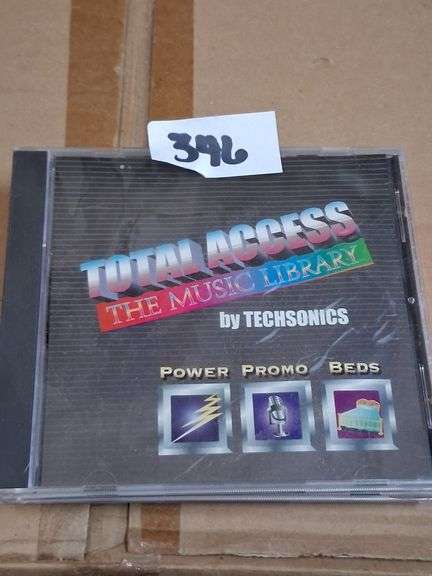 396
TOTAL ACCESS
THE MUSIC LIBRARY
by TECHSONICS
POWER PROMO BEDS